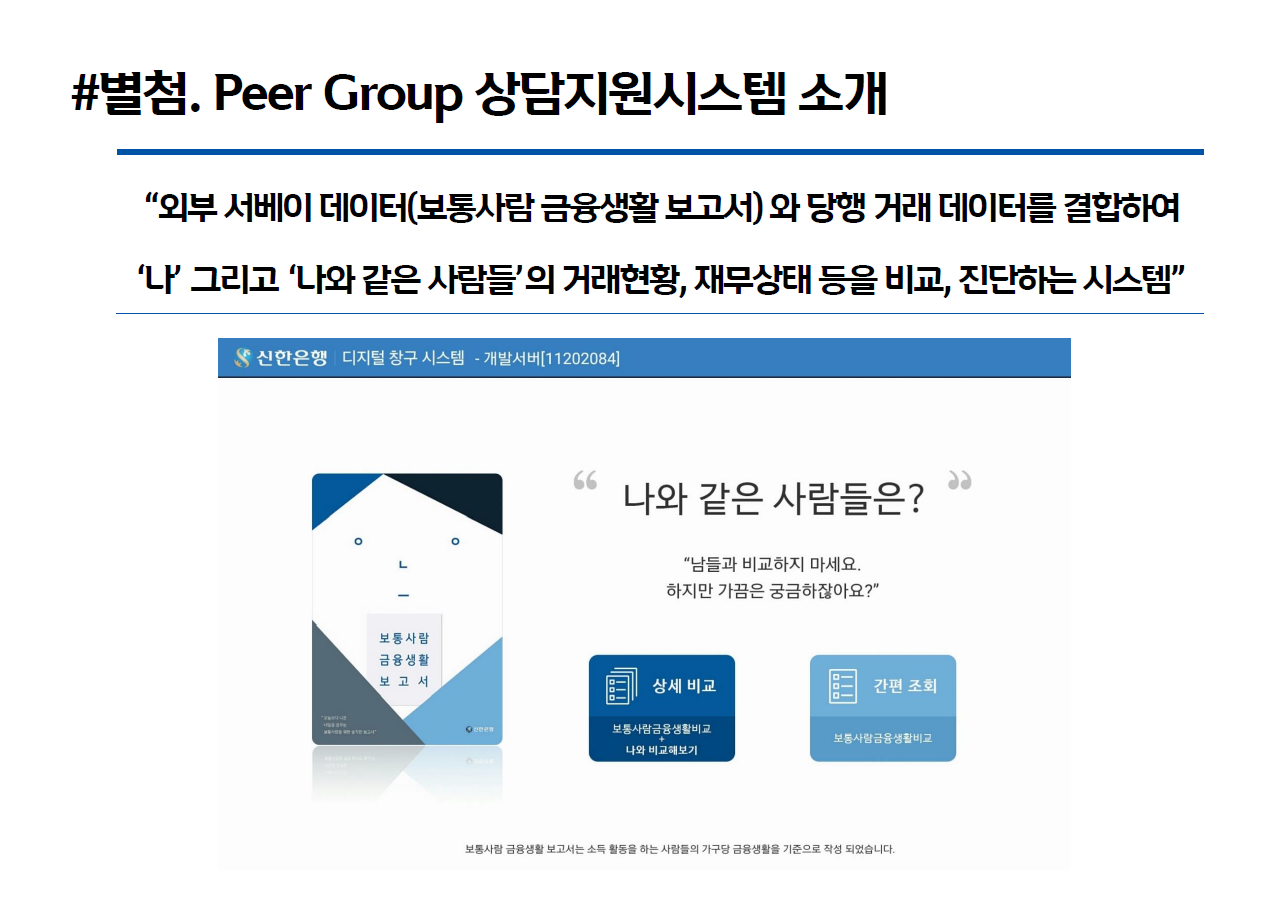 #별첨. Peer Group 상담지원시스템 소개
“외부 서베이 데이터(보통사람 금융생활 보고서) 와 당행 거래 데이터를 결합하여
‘나’ 그리고 ‘나와 같은 사람들’의 거래현황, 재무상태 등을 비교, 진단하는 시스템”
신한은행 디지털 창구 시스템 - 개발서버[11202084]
“ 나와 같은 사람들은? ”
“남들과 비교하지 마세요.
하지만 가끔은 궁금하잖아요?”
보통사람
금융생활
보 고 서
신한은행
상세 비교
보통사람금융생활비교
+
나와 비교해보기
간편 조회
보통사람금융생활비교
보통사람 금융생활 보고서는 소득 활동을 하는 사람들의 가구당 금융생활을 기준으로 작성 되었습니다.